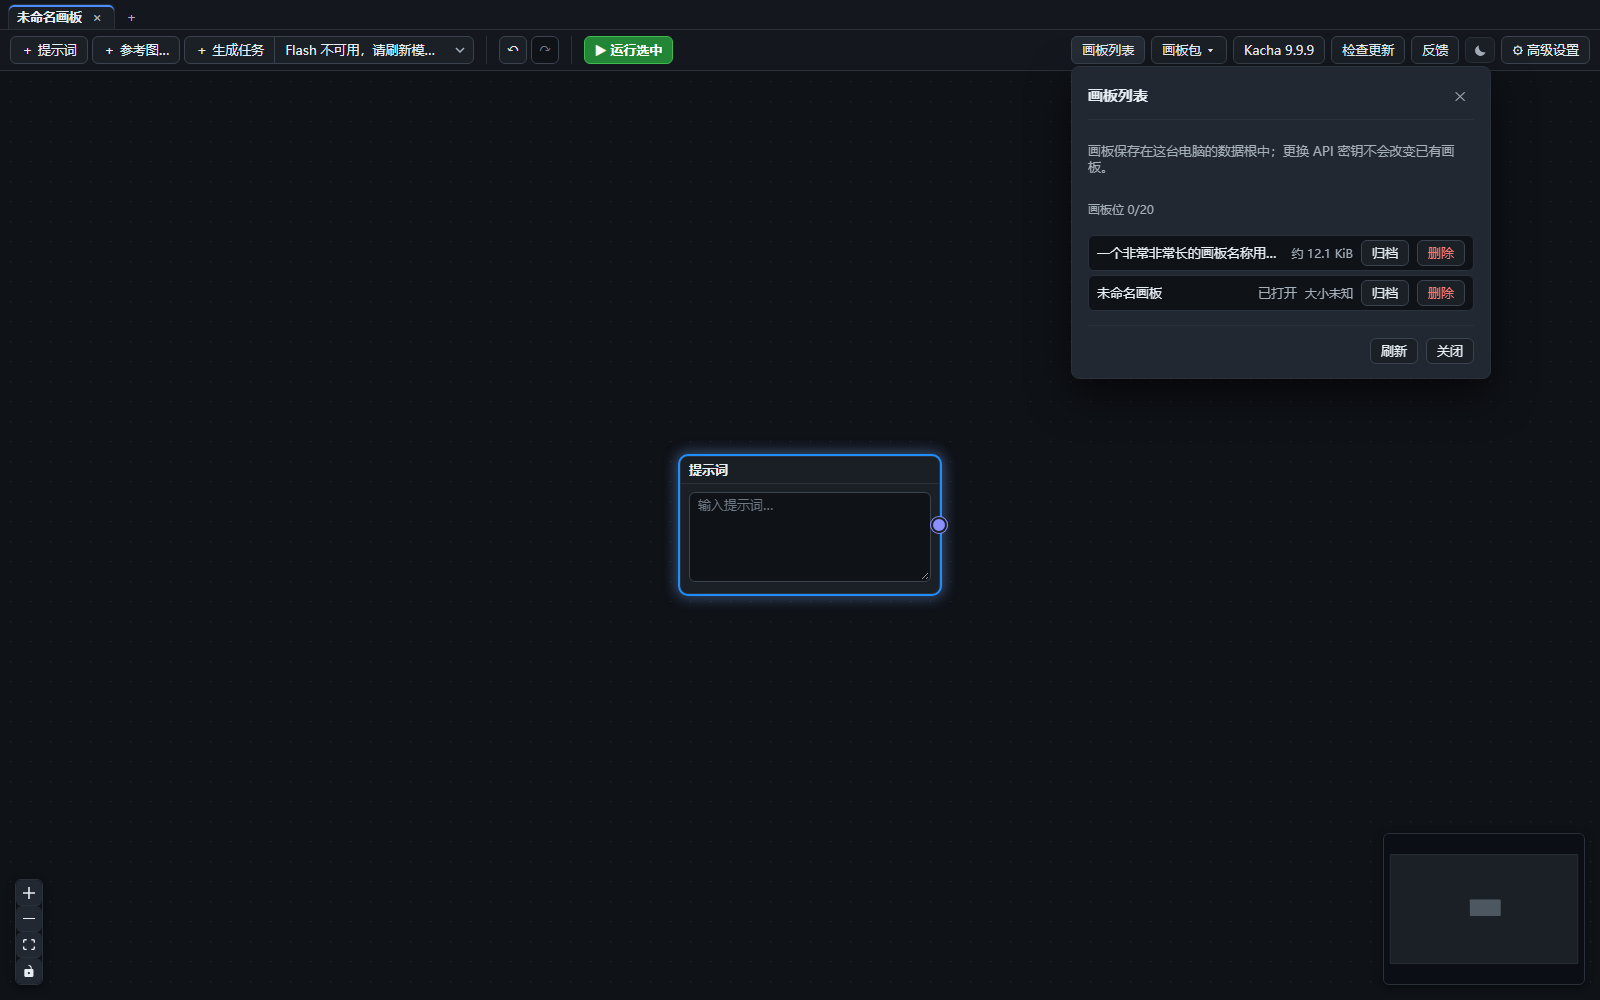 未命名画板 × +
+ 提示词
+ 参考图...
+ 生成任务
Flash 不可用，请刷新模...
▶ 运行选中
画板列表
画板包
Kacha 9.9.9
检查更新
反馈
高级设置
画板列表
画板保存在这台电脑的数据根中；更换 API 密钥不会改变已有画
板。
画板位 0/20
一个非常非常长的画板名称用... 约 12.1 KiB 归档 删除
未命名画板 已打开 大小未知 归档 删除
刷新 关闭
提示词
输入提示词...